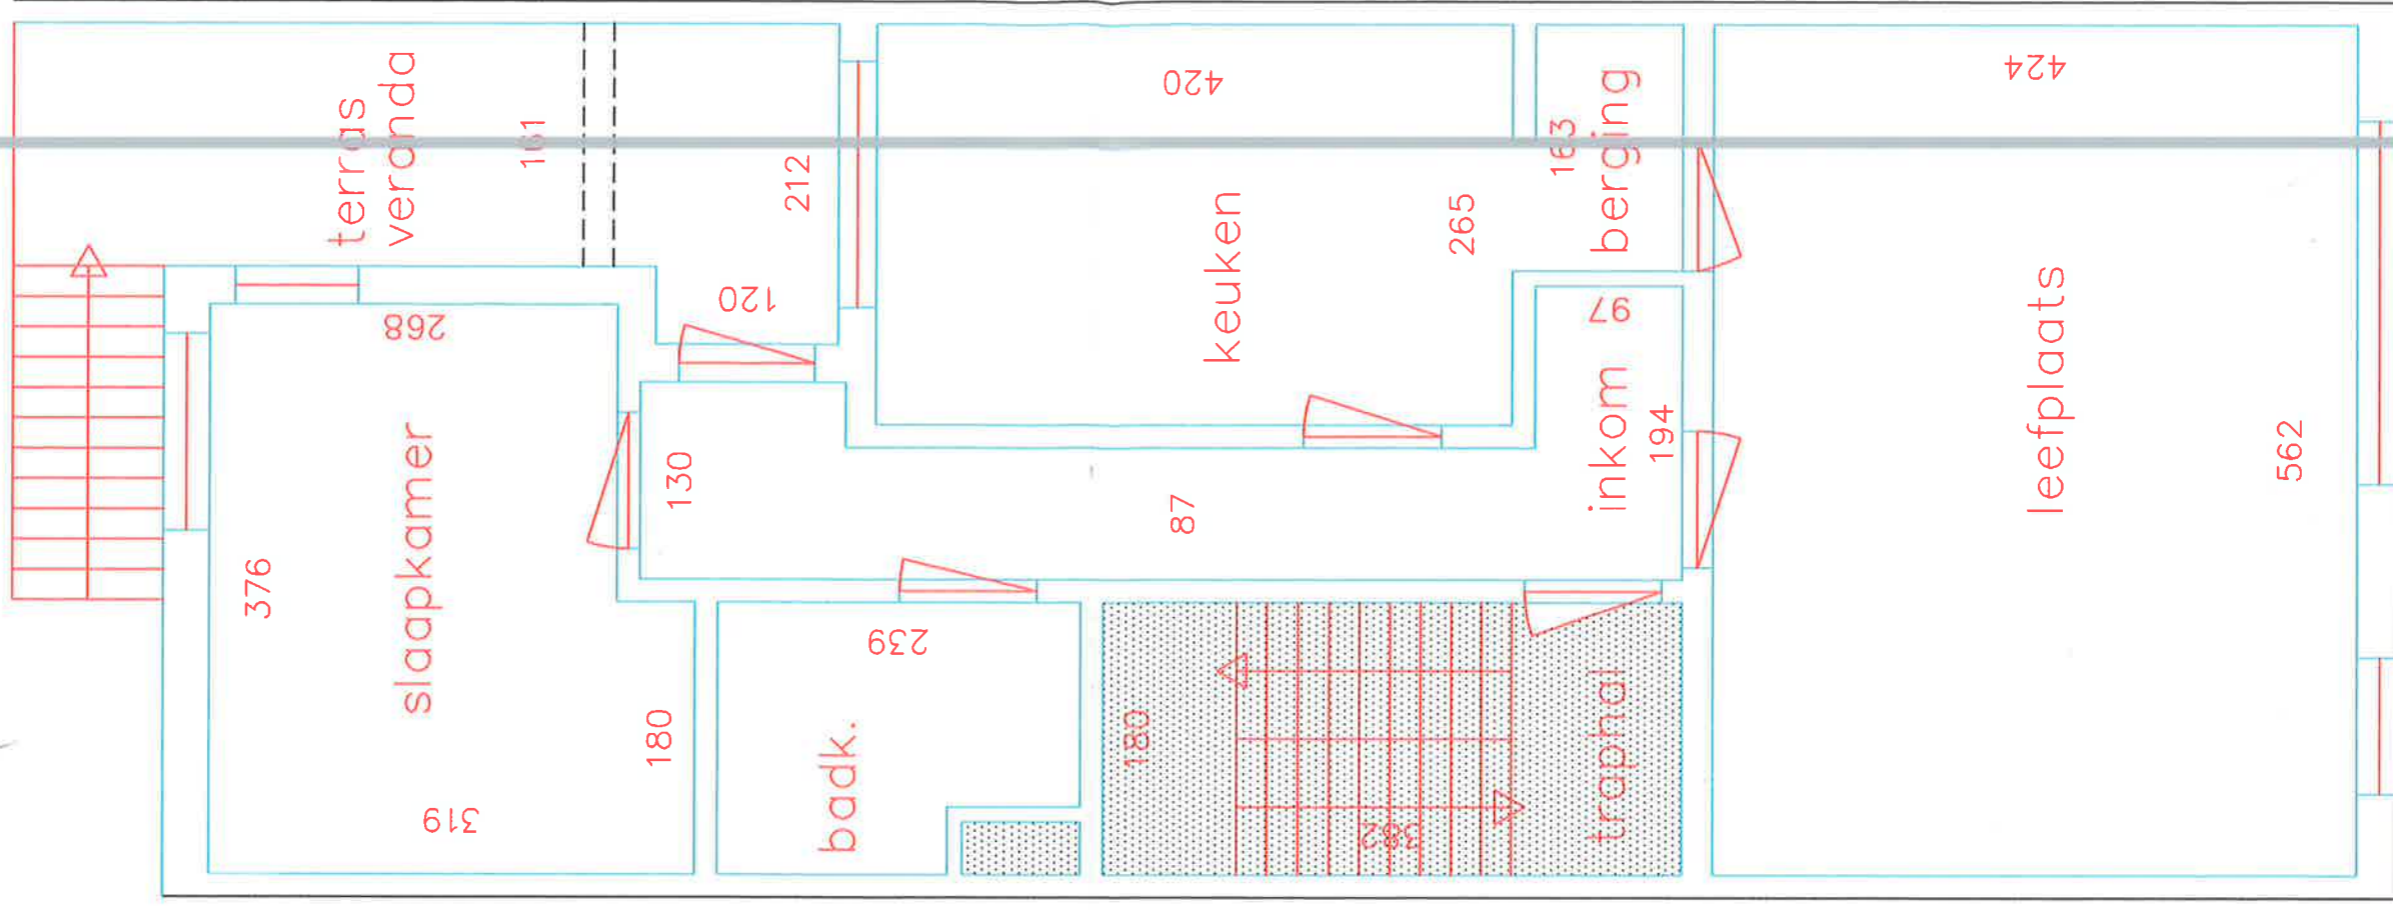 terras
veranda
161
212
120
268
slaapkamer
376
319
180
130
87
420
keuken
265
163
berging
97
inkom
194
239
badk.
180
382
traphal
424
leefplaats
562